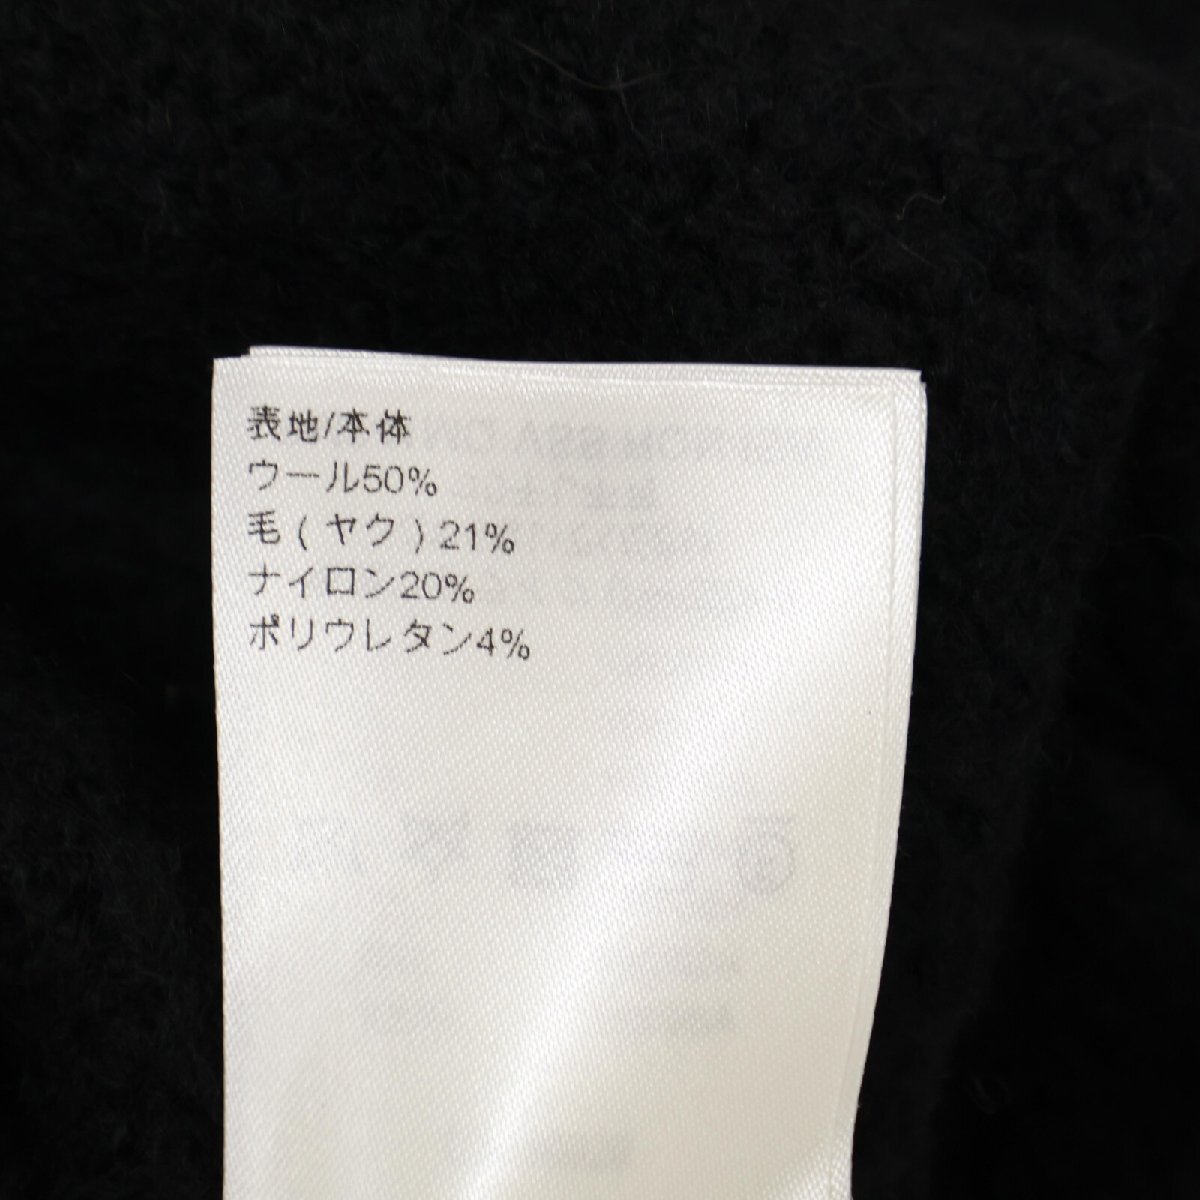 表地/本体
ウール50%
毛(ヤク)21%
ナイロン20%
ポリウレタン4%